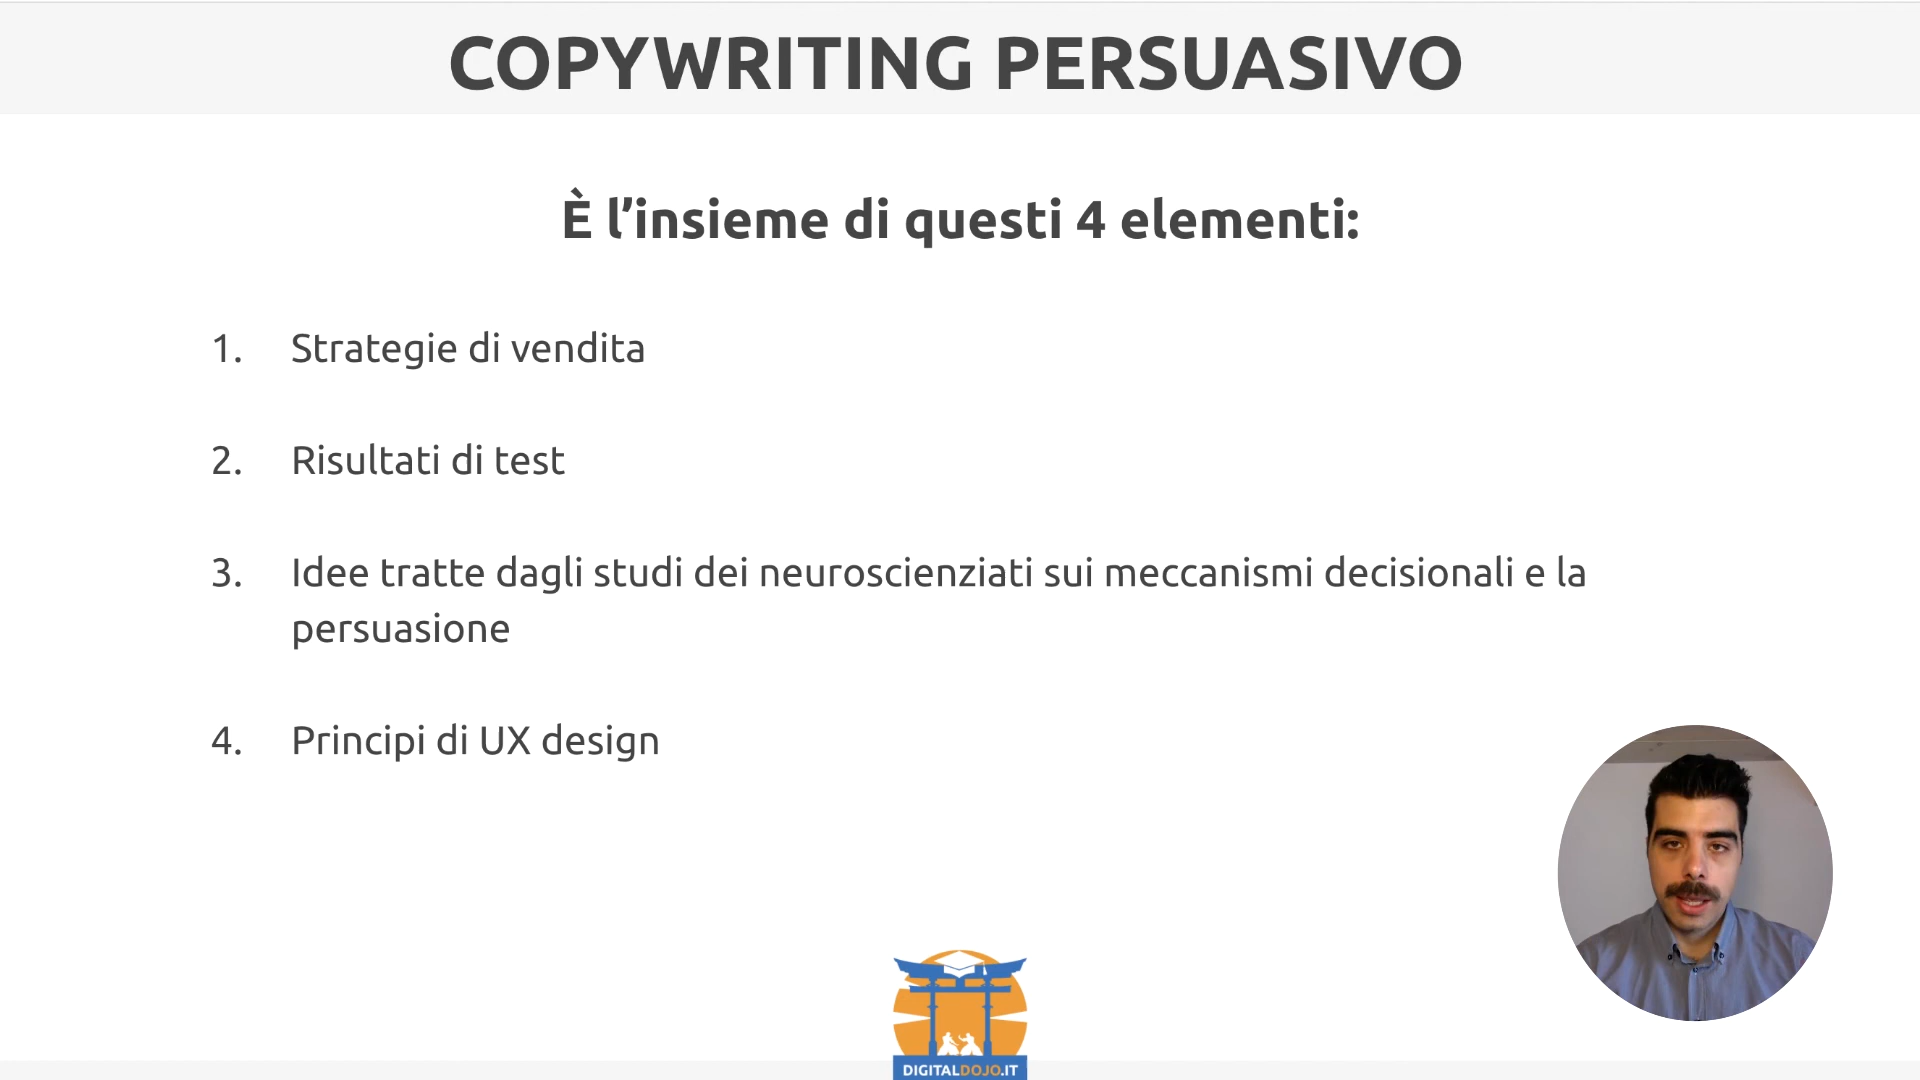 COPYWRITING PERSUASIVO
È l’insieme di questi 4 elementi:
1. Strategie di vendita
2. Risultati di test
3. Idee tratte dagli studi dei neuroscienziati sui meccanismi decisionali e la
persuasione
4. Principi di UX design
DIGITALDOJO.IT